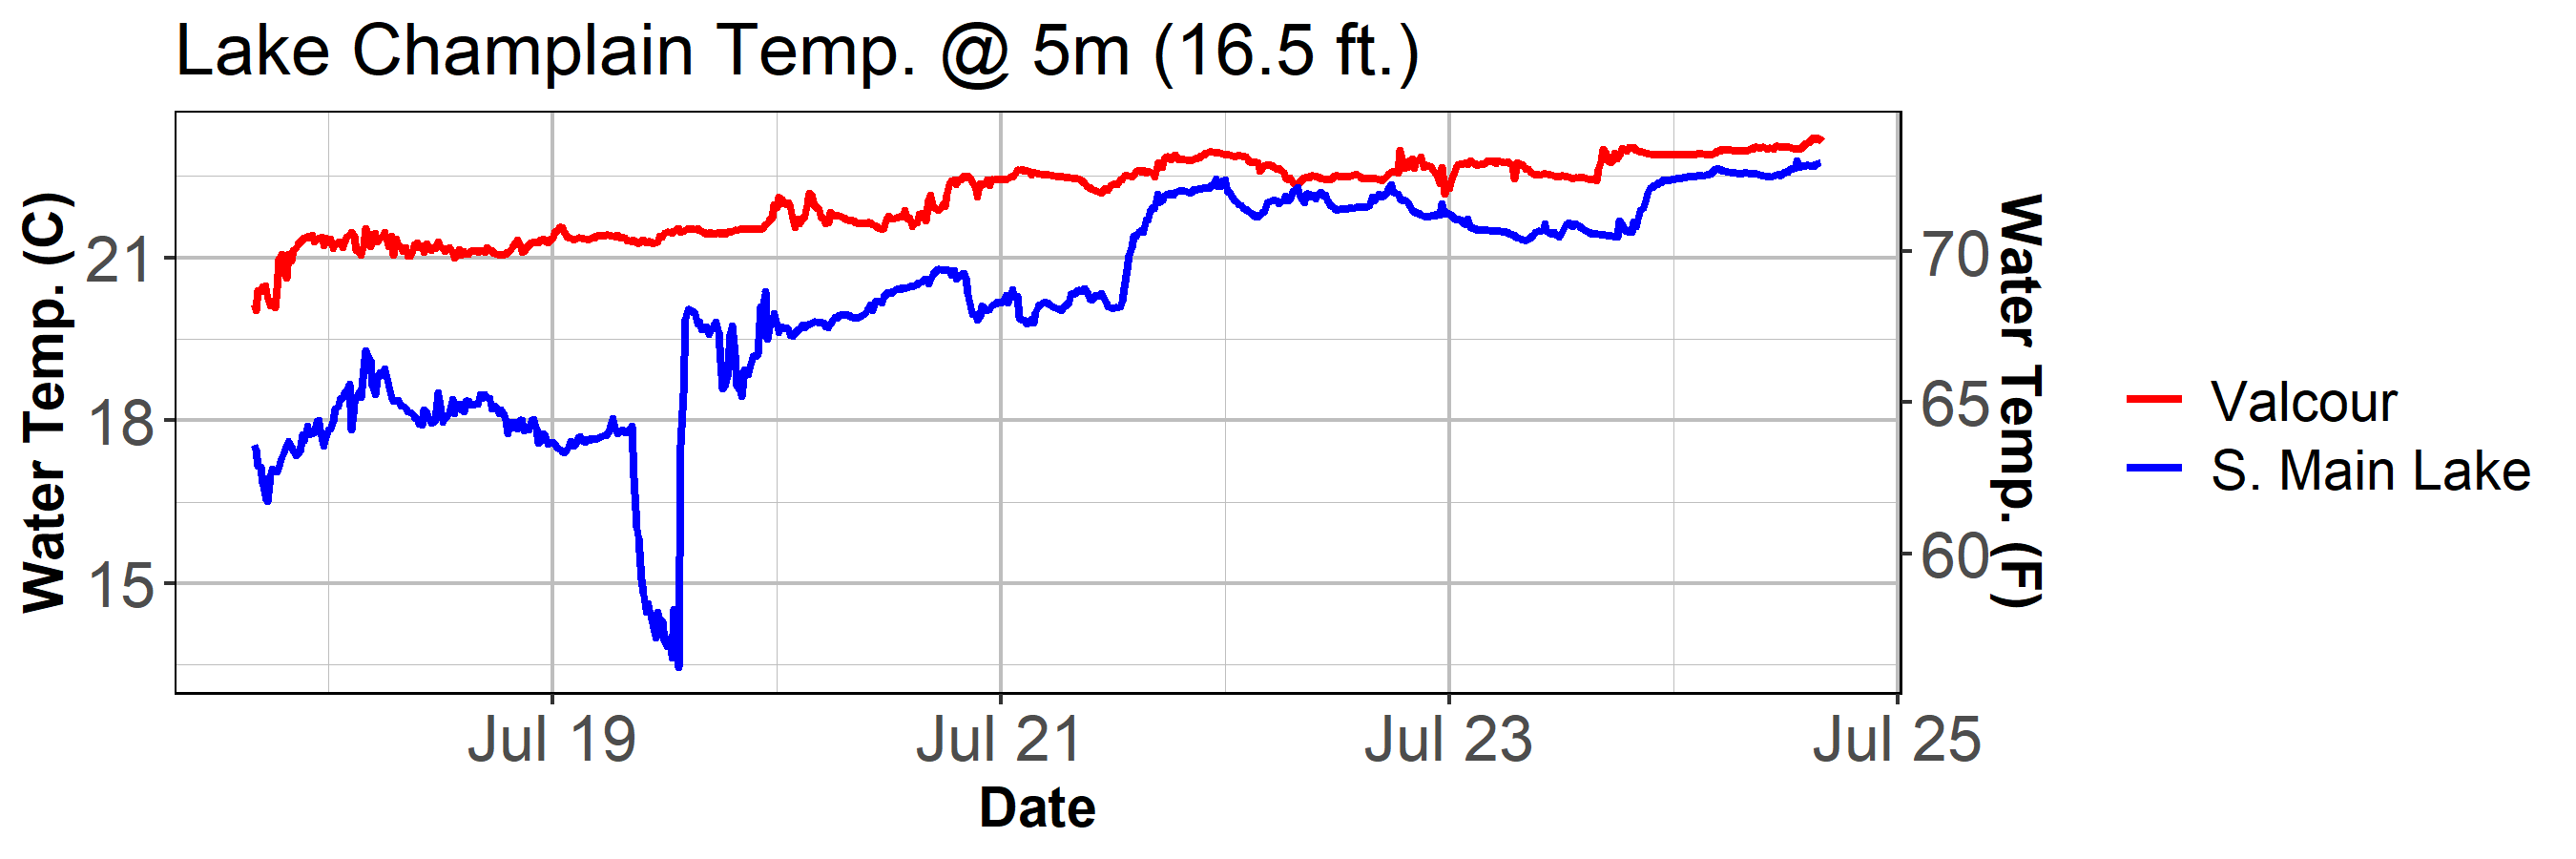 Lake Champlain Temp. @ 5m (16.5 ft.)
Water Temp. (C)
21
18
15
70
65
60
Water Temp. (F)
Valcour
S. Main Lake
Jul 19
Jul 21
Jul 23
Jul 25
Date